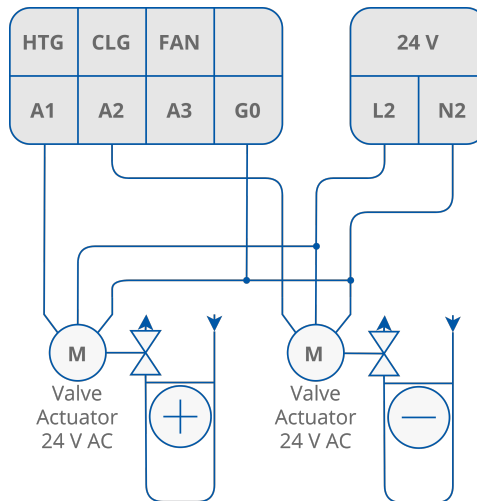 HTG CLG FAN
A1 A2 A3 G0
24 V
L2 N2
M
Valve
Actuator
24 V AC
M
Valve
Actuator
24 V AC